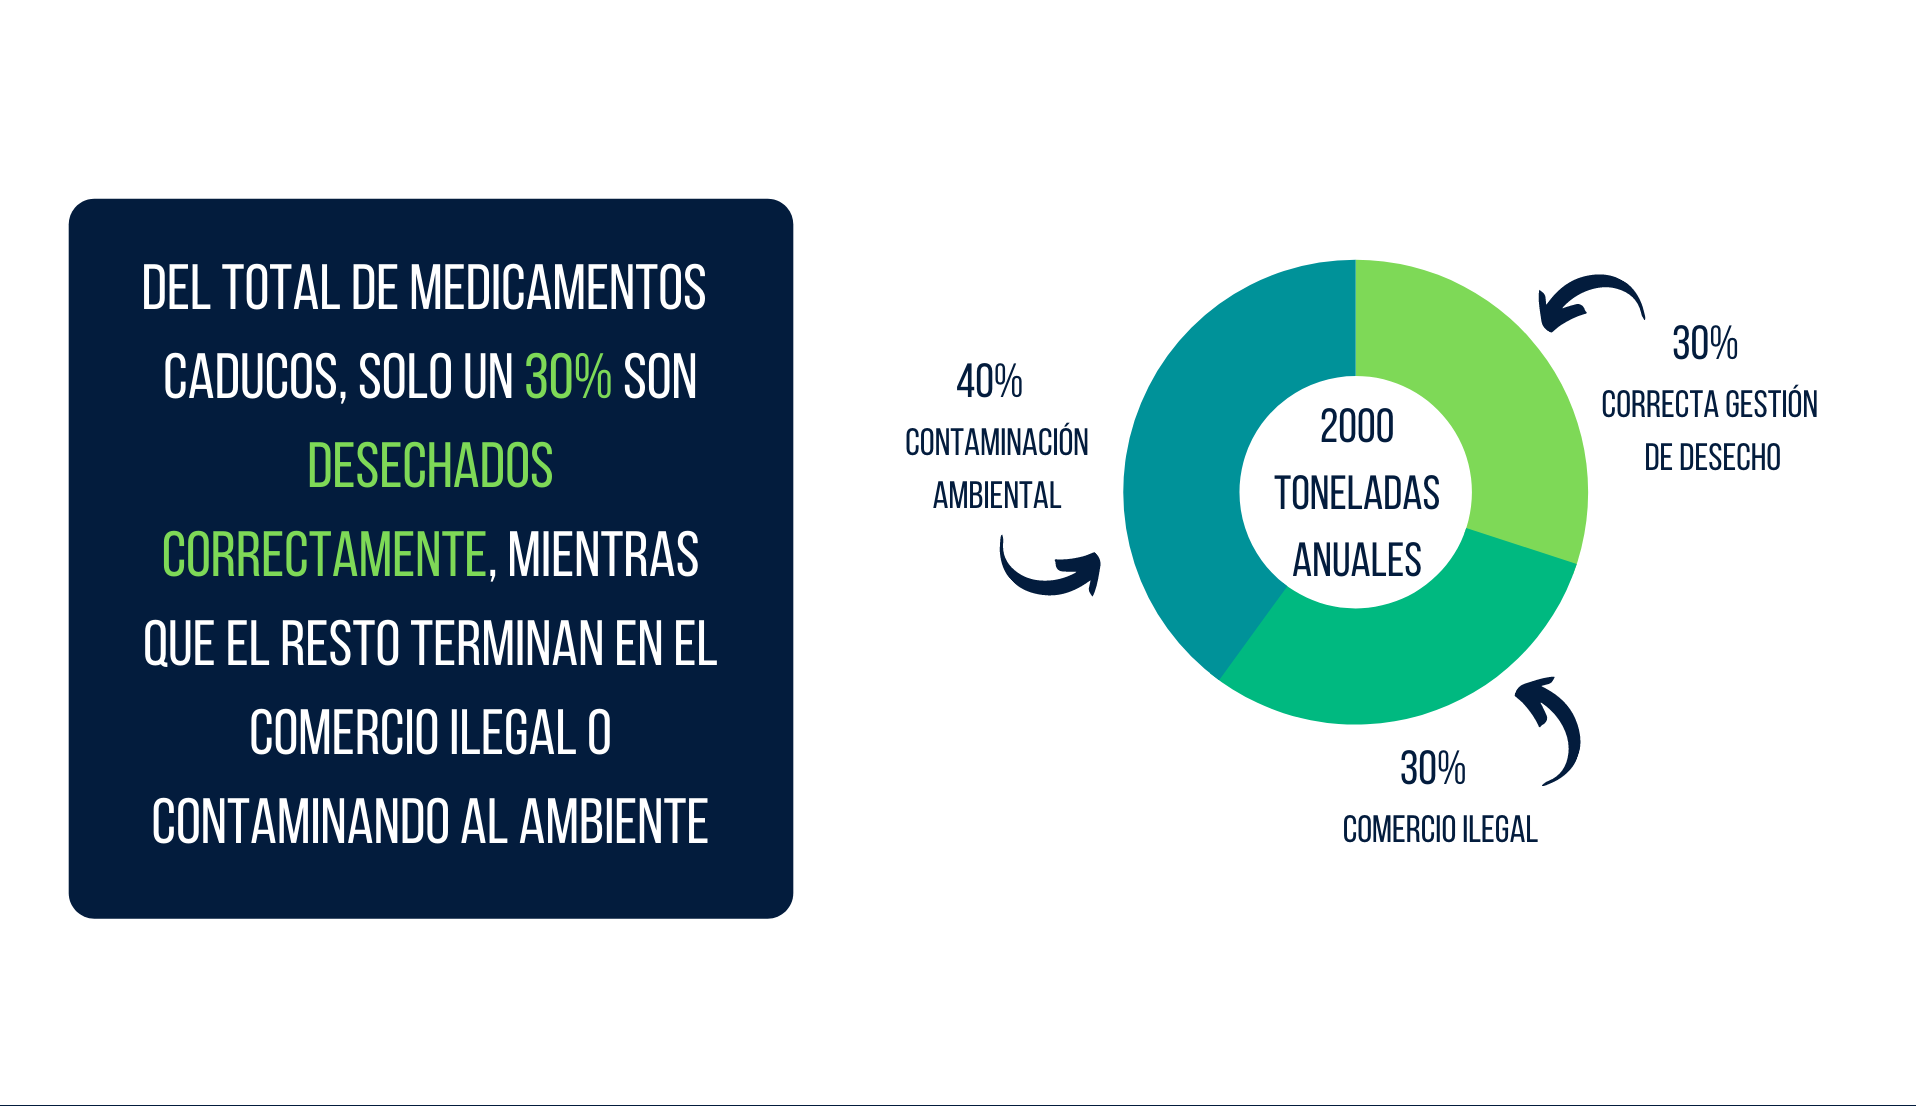 DEL TOTAL DE MEDICAMENTOS
CADUCOS, SOLO UN 30% SON
DESECHADOS
CORRECTAMENTE, MIENTRAS
QUE EL RESTO TERMINAN EN EL
COMERCIO ILEGAL O
CONTAMINANDO AL AMBIENTE
40%
CONTAMINACIÓN
AMBIENTAL
2000
TONELADAS
ANUALES
30%
CORRECTA GESTIÓN
DE DESECHO
30%
COMERCIO ILEGAL